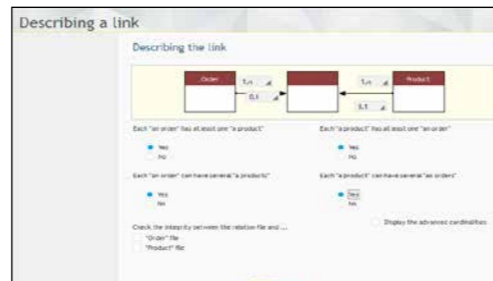 Describing a link
Describing the link
Order
Product
1,n
1,n
0,1
Each "an order" has at least one "a product"
Each "a product" has at least one "an order"
Yes
Yes
No
No
Each "an order" can have several "a products"
Each "a product" can have several "an orders"
Yes
Yes
No
No
Display the advanced cardinalities
Check the integrity between the relation file and ...
"Order" file
"Product" file